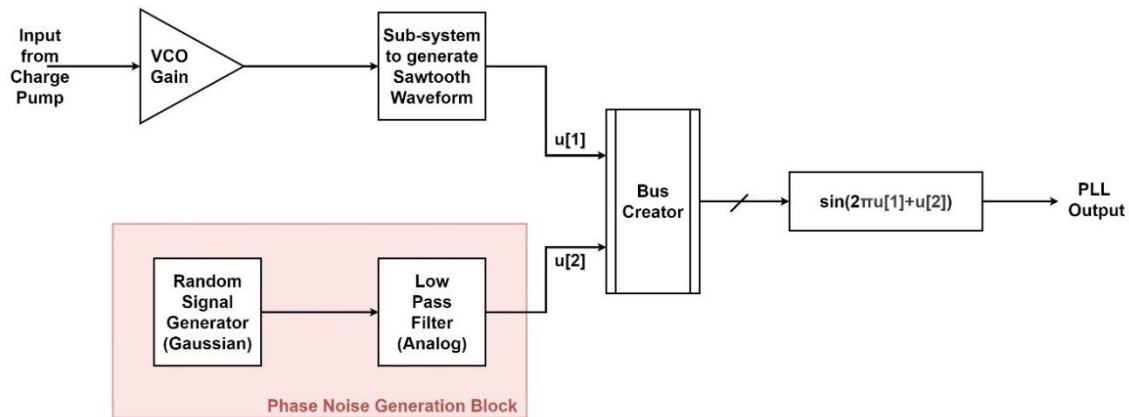 Input
from
Charge
Pump
VCO
Gain
Sub-system
to generate
Sawtooth
Waveform
u[1]
Bus
Creator
sin(2πu[1]+u[2])
PLL
Output
u[2]
Random
Signal
Generator
(Gaussian)
Low
Pass
Filter
(Analog)
Phase Noise Generation Block